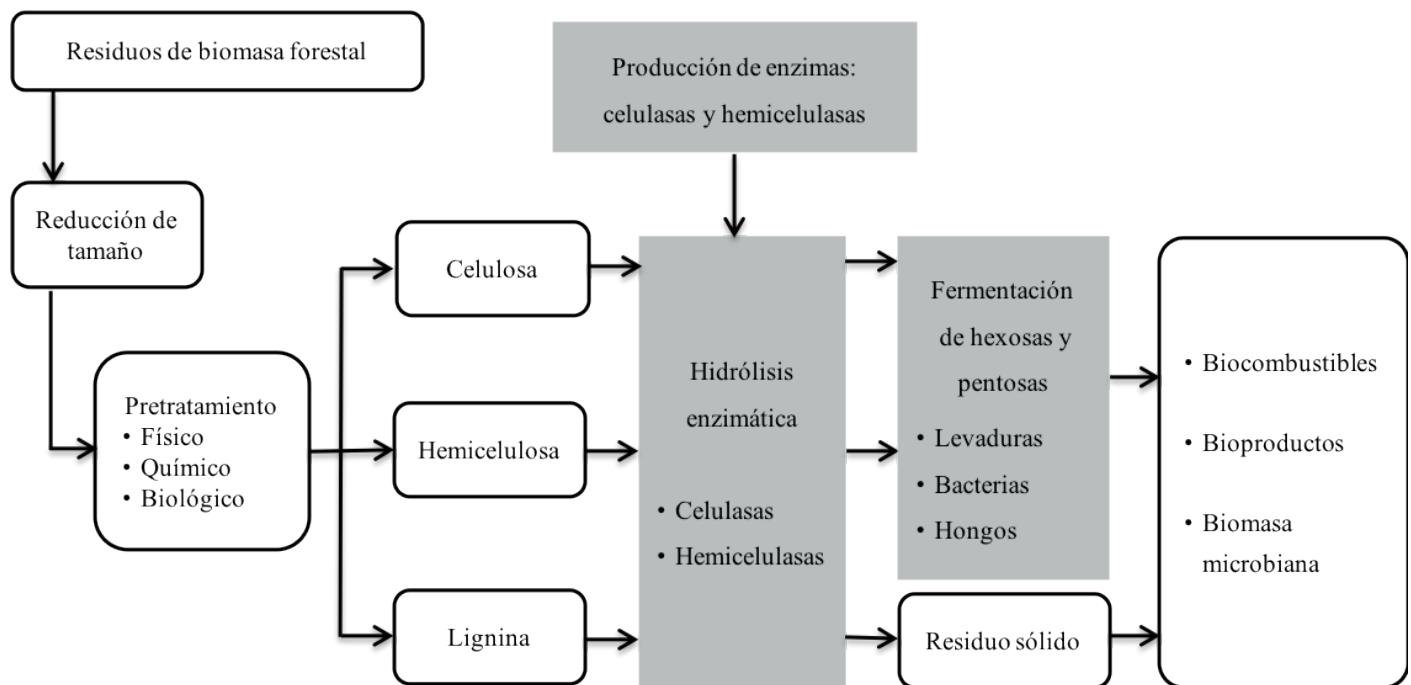 Residuos de biomasa forestal
Producción de enzimas:
celulasas y hemicelulasas
Reducción de
tamaño
Pretratamiento
• Físico
• Químico
• Biológico
Celulosa
Hemicelulosa
Lignina
Hidrólisis
enzimática
• Celulasas
• Hemicelulasas
Fermentación
de hexosas y
pentosas
• Levaduras
• Bacterias
• Hongos
Residuo sólido
• Biocombustibles
• Bioproductos
• Biomasa
microbiana